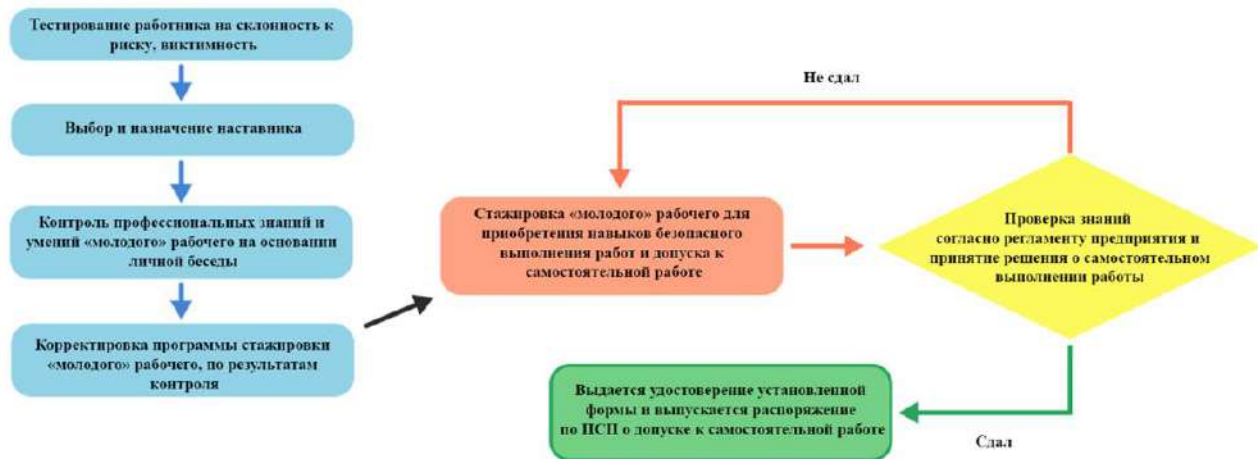 Тестирование работника на склонность к
риску, виктимность
Выбор и назначение наставника
Контроль профессиональных знаний и
умений «молодого» рабочего на основании
личной беседы
Корректировка программы стажировки
«молодого» рабочего, по результатам
контроля
Не сдал
Стажировка «молодого» рабочего для
приобретения навыков безопасного
выполнения работ и допуска к
самостоятельной работе
Проверка знаний
согласно регламенту предприятия и
принятие решения о самостоятельном
выполнении работы
Выдается удостоверение установленной
формы и выпускается распоряжение
по ПСП о допуске к самостоятельной работе
Сдал